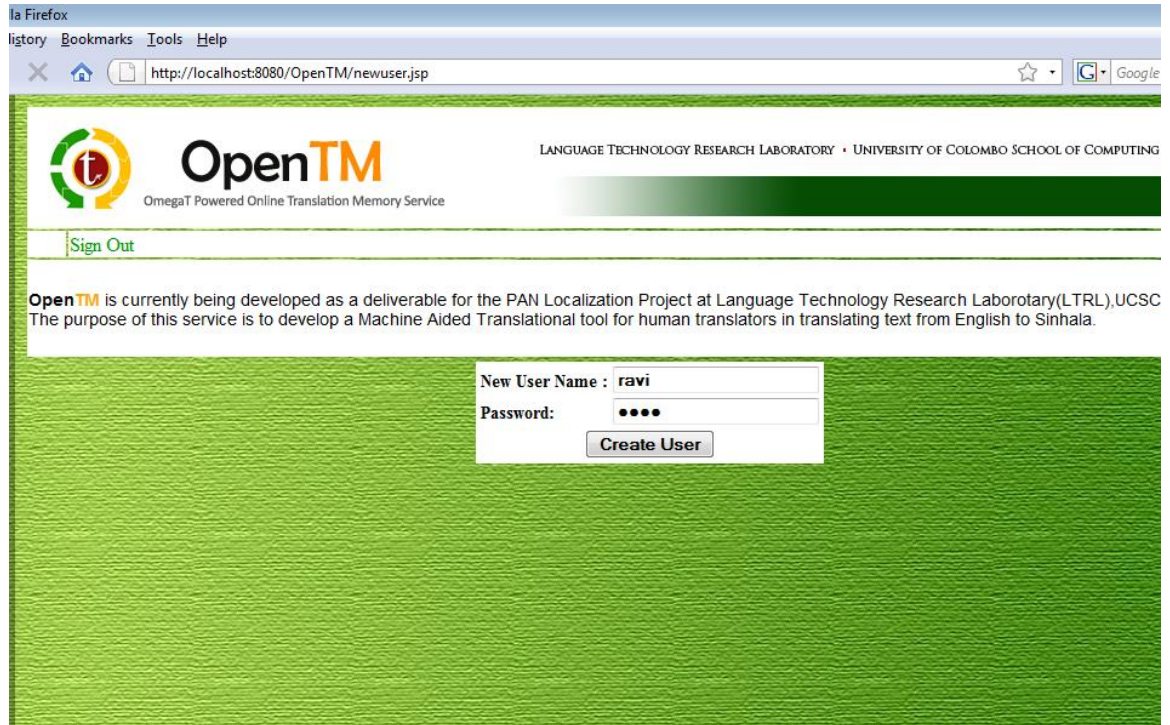 la Firefox
listory Bookmarks Tools Help
http://localhost:8080/OpenTM/newuser.jsp G Google
t OpenTM
LANGUAGE TECHNOLOGY RESEARCH LABORATORY • UNIVERSITY OF COLOMBO SCHOOL OF COMPUTING
OmegaT Powered Online Translation Memory Service
Sign Out
OpenTM is currently being developed as a deliverable for the PAN Localization Project at Language Technology Research Laborotary(LTRL),UCSC
The purpose of this service is to develop a Machine Aided Translational tool for human translators in translating text from English to Sinhala.
New User Name : ravi
Password: ●●●●
Create User